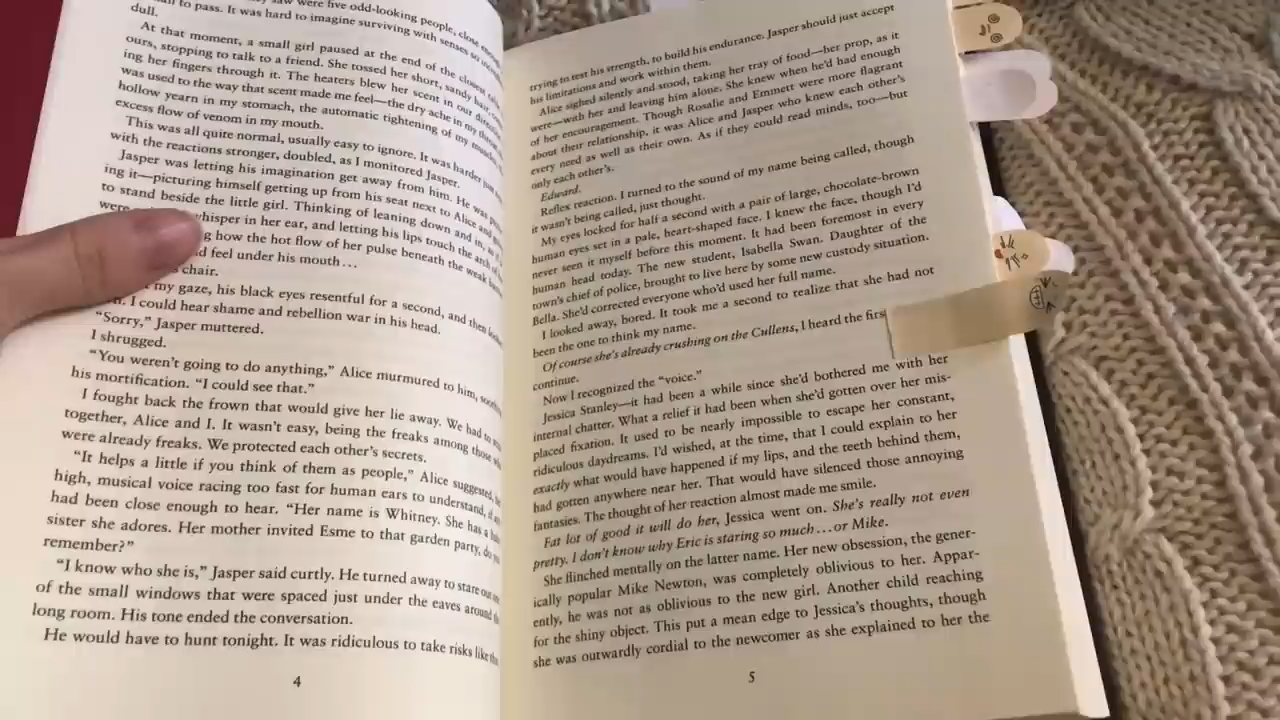 saw were five odd-looking people, close enough
to pass. It was hard to imagine surviving with senses so
dull.
At that moment, a small girl paused at the end of the closest
ours, stopping to talk to a friend. She tossed her short, sandy hair
ing her fingers through it. The heaters blew her scent in our direction.
was used to the way that scent made me feel—the dry ache in my
hollow yearn in my stomach, the automatic tightening of my
excess flow of venom in my mouth.
This was all quite normal, usually easy to ignore. It was harder just
with the reactions stronger, doubled, as I monitored Jasper.
Jasper was letting his imagination get away from him. He was
ing it—picturing himself getting up from his seat next to Alice and
to stand beside the little girl. Thinking of leaning down and in, as if
were whisper in her ear, and letting his lips touch the arch of
how the hot flow of her pulse beneath the weak
feel under his mouth…
chair.
my gaze, his black eyes resentful for a second, and then
I could hear shame and rebellion war in his head.
“Sorry,” Jasper muttered.
I shrugged.
“You weren’t going to do anything,” Alice murmured to him,
his mortification. “I could see that.”
I fought back the frown that would give her lie away. We had to
together, Alice and I. It wasn’t easy, being the freaks among those
were already freaks. We protected each other’s secrets.
“It helps a little if you think of them as people,” Alice suggested,
high, musical voice racing too fast for human ears to understand, if
had been close enough to hear. “Her name is Whitney. She has a
sister she adores. Her mother invited Esme to that garden party, do
remember?”
“I know who she is,” Jasper said curtly. He turned away to stare out
of the small windows that were spaced just under the eaves around
long room. His tone ended the conversation.
He would have to hunt tonight. It was ridiculous to take risks like
4
trying to test his strength, to build his endurance. Jasper should just accept
his limitations and work within them.
Alice sighed silently and stood, taking her tray of food—her prop, as it
were—with her and leaving him alone. She knew when he’d had enough
of her encouragement. Though Rosalie and Emmett were more flagrant
about their relationship, it was Alice and Jasper who knew each other’s
every need as well as their own. As if they could read minds, too—but
only each other’s.
Edward.
Reflex reaction. I turned to the sound of my name being called, though
it wasn’t being called, just thought.
My eyes locked for half a second with a pair of large, chocolate-brown
human eyes set in a pale, heart-shaped face. I knew the face, though I’d
never seen it myself before this moment. It had been foremost in every
human head today. The new student, Isabella Swan. Daughter of the
town’s chief of police, brought to live here by some new custody situation.
Bella. She’d corrected everyone who’d used her full name.
I looked away, bored. It took me a second to realize that she had not
been the one to think my name.
Of course she’s already crushing on the Cullens, I heard the firs
continue.
Now I recognized the “voice.”
Jessica Stanley—it had been a while since she’d bothered me with her
internal chatter. What a relief it had been when she’d gotten over her mis-
placed fixation. It used to be nearly impossible to escape her constant,
ridiculous daydreams. I’d wished, at the time, that I could explain to her
exactly what would have happened if my lips, and the teeth behind them,
had gotten anywhere near her. That would have silenced those annoying
fantasies. The thought of her reaction almost made me smile.
Fat lot of good it will do her, Jessica went on. She’s really not even
pretty. I don’t know why Eric is staring so much…or Mike.
She flinched mentally on the latter name. Her new obsession, the gener-
ically popular Mike Newton, was completely oblivious to her. Appar-
ently, he was not as oblivious to the new girl. Another child reaching
for the shiny object. This put a mean edge to Jessica’s thoughts, though
she was outwardly cordial to the newcomer as she explained to her the
5